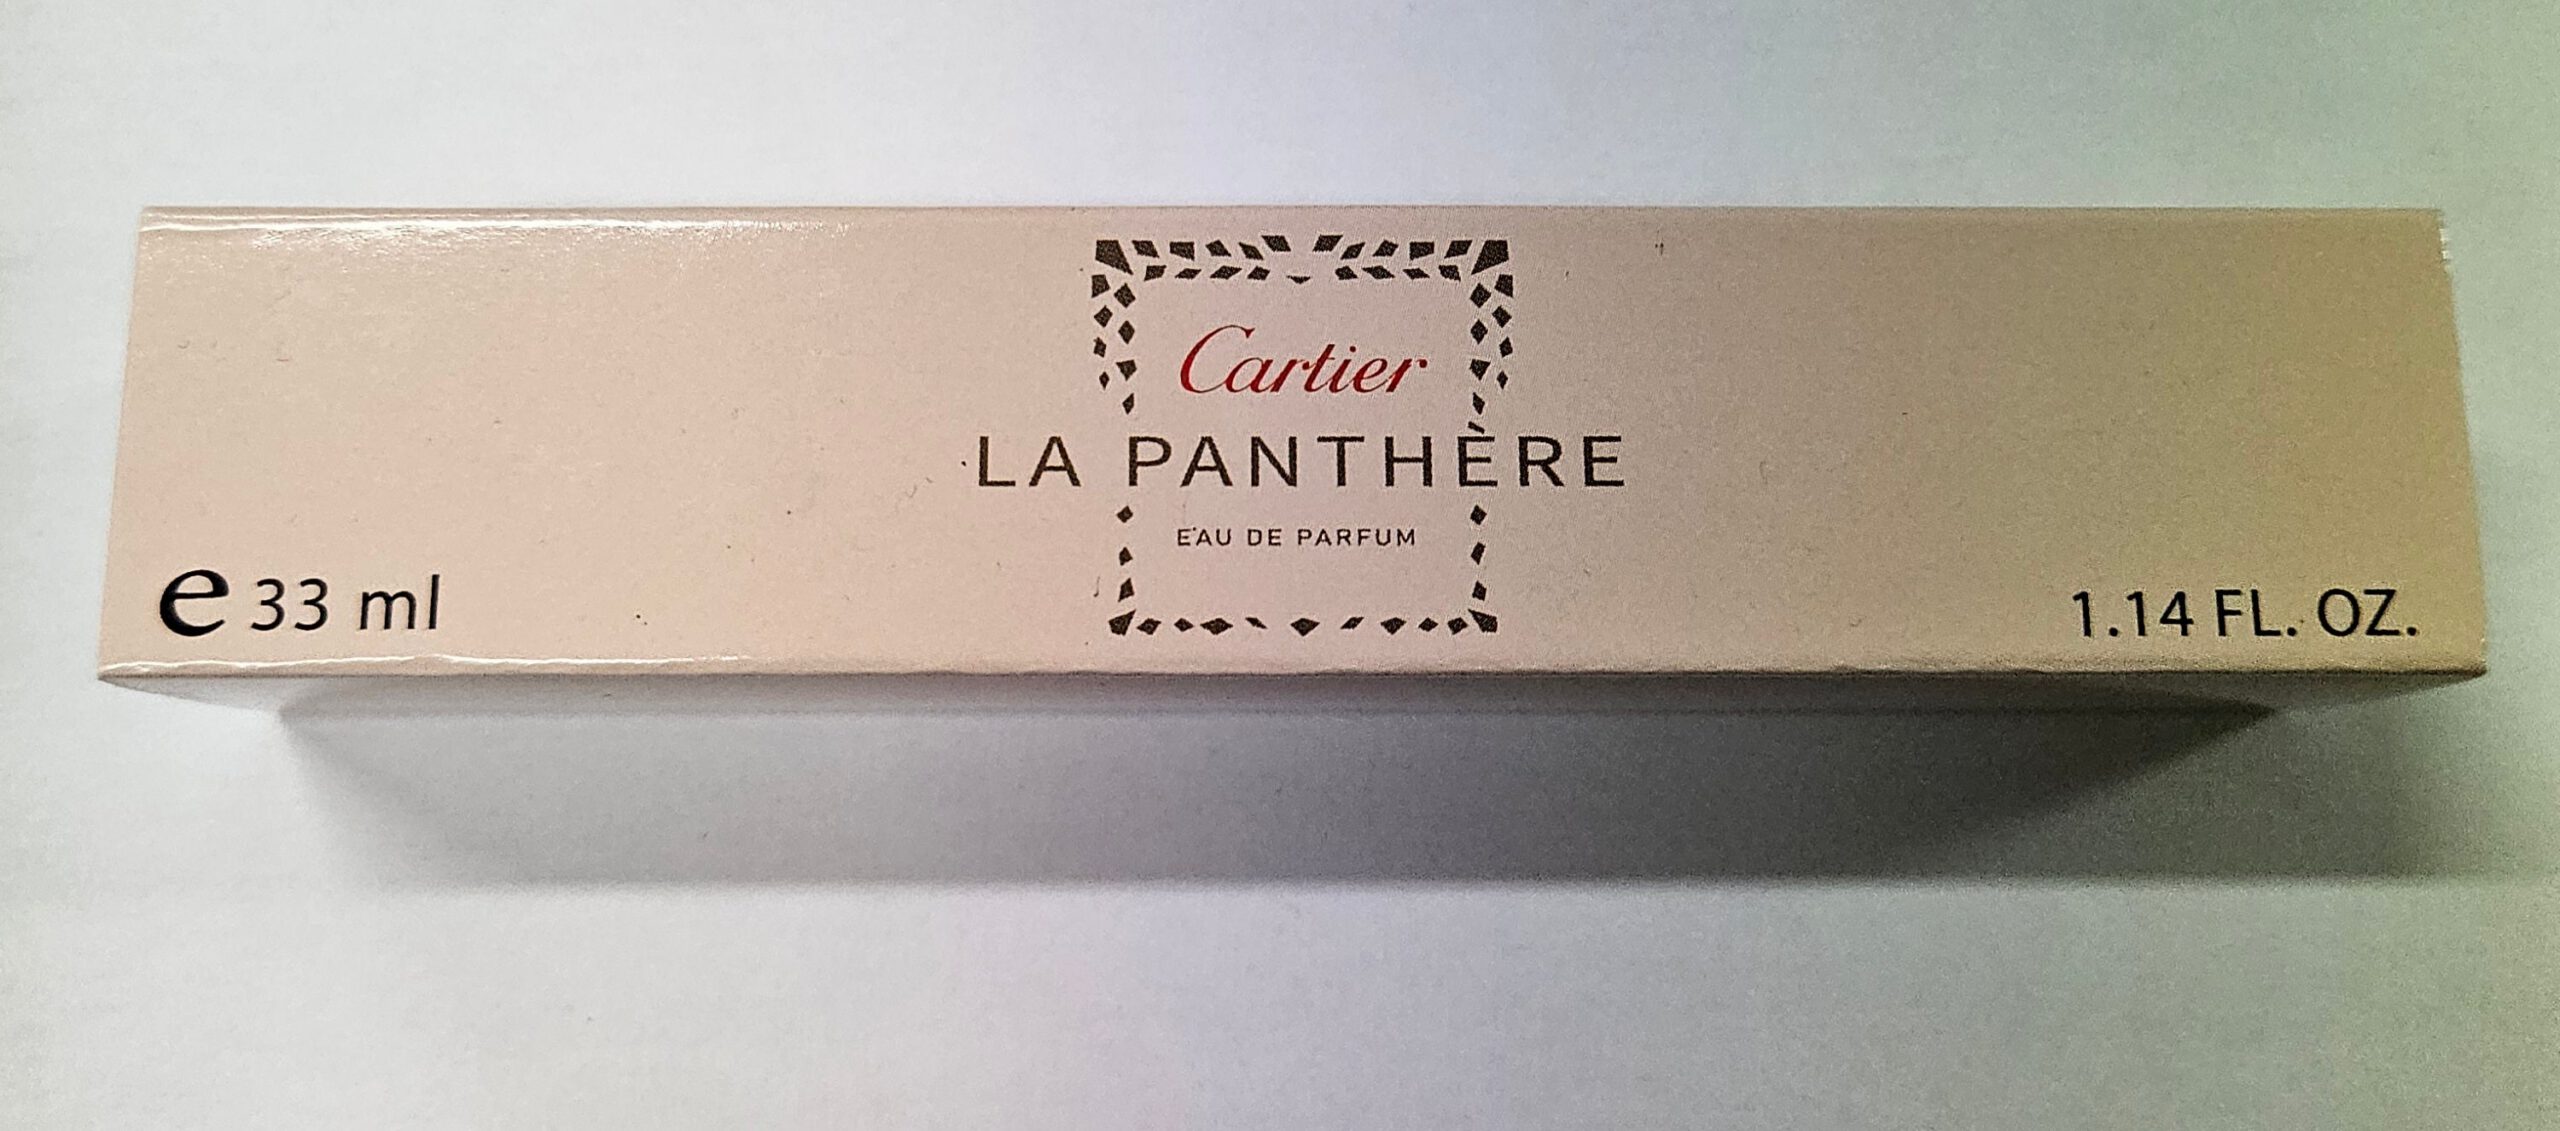 Cartier
LA PANTHÈRE
EAU DE PARFUM
e 33 ml
1.14 FL. OZ.